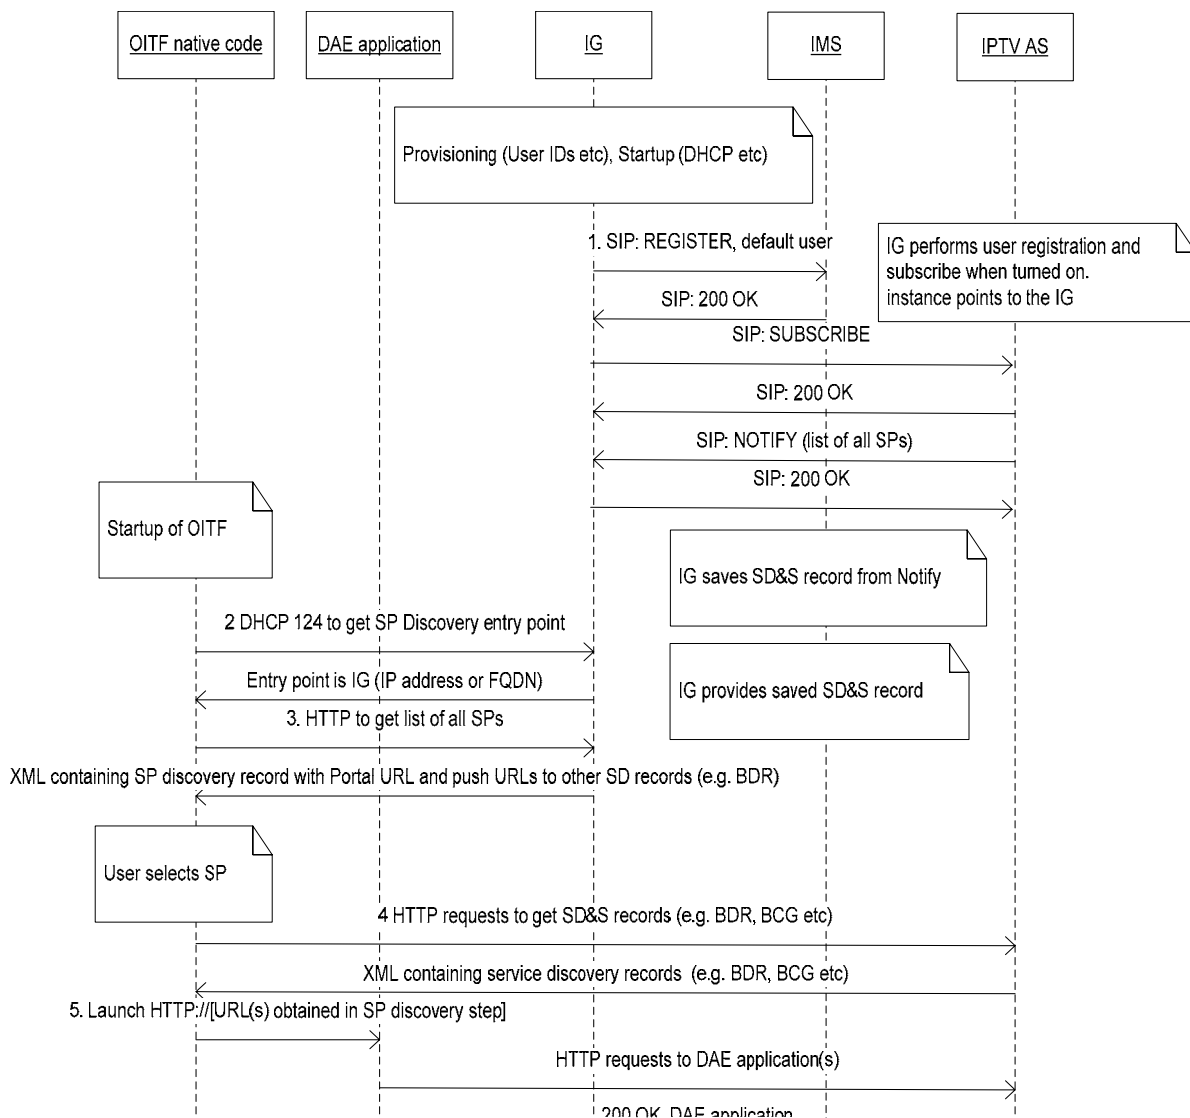 OITF native code
DAE application
IG
IMS
IPTV AS
Provisioning (User IDs etc), Startup (DHCP etc)
1. SIP: REGISTER, default user
IG performs user registration and
subscribe when turned on.
instance points to the IG
SIP: 200 OK
SIP: SUBSCRIBE
SIP: 200 OK
SIP: NOTIFY (list of all SPs)
SIP: 200 OK
Startup of OITF
IG saves SD&S record from Notify
2 DHCP 124 to get SP Discovery entry point
Entry point is IG (IP address or FQDN)
IG provides saved SD&S record
3. HTTP to get list of all SPs
XML containing SP discovery record with Portal URL and push URLs to other SD records (e.g. BDR)
User selects SP
4 HTTP requests to get SD&S records (e.g. BDR, BCG etc)
XML containing service discovery records (e.g. BDR, BCG etc)
5. Launch HTTP://[URL(s) obtained in SP discovery step]
HTTP requests to DAE application(s)
200 OK, DAE application